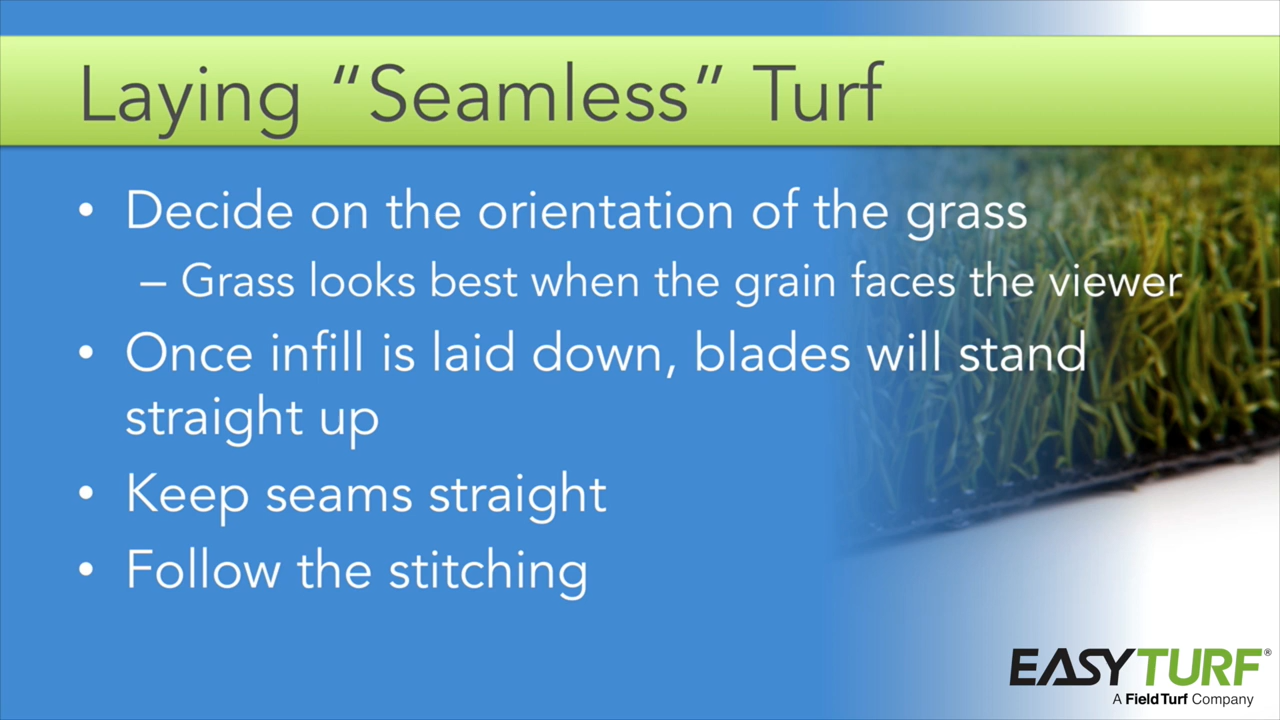 Laying “Seamless” Turf
• Decide on the orientation of the grass
– Grass looks best when the grain faces the viewer
• Once infill is laid down, blades will stand
straight up
• Keep seams straight
• Follow the stitching
EASYTURF®
A FieldTurf Company